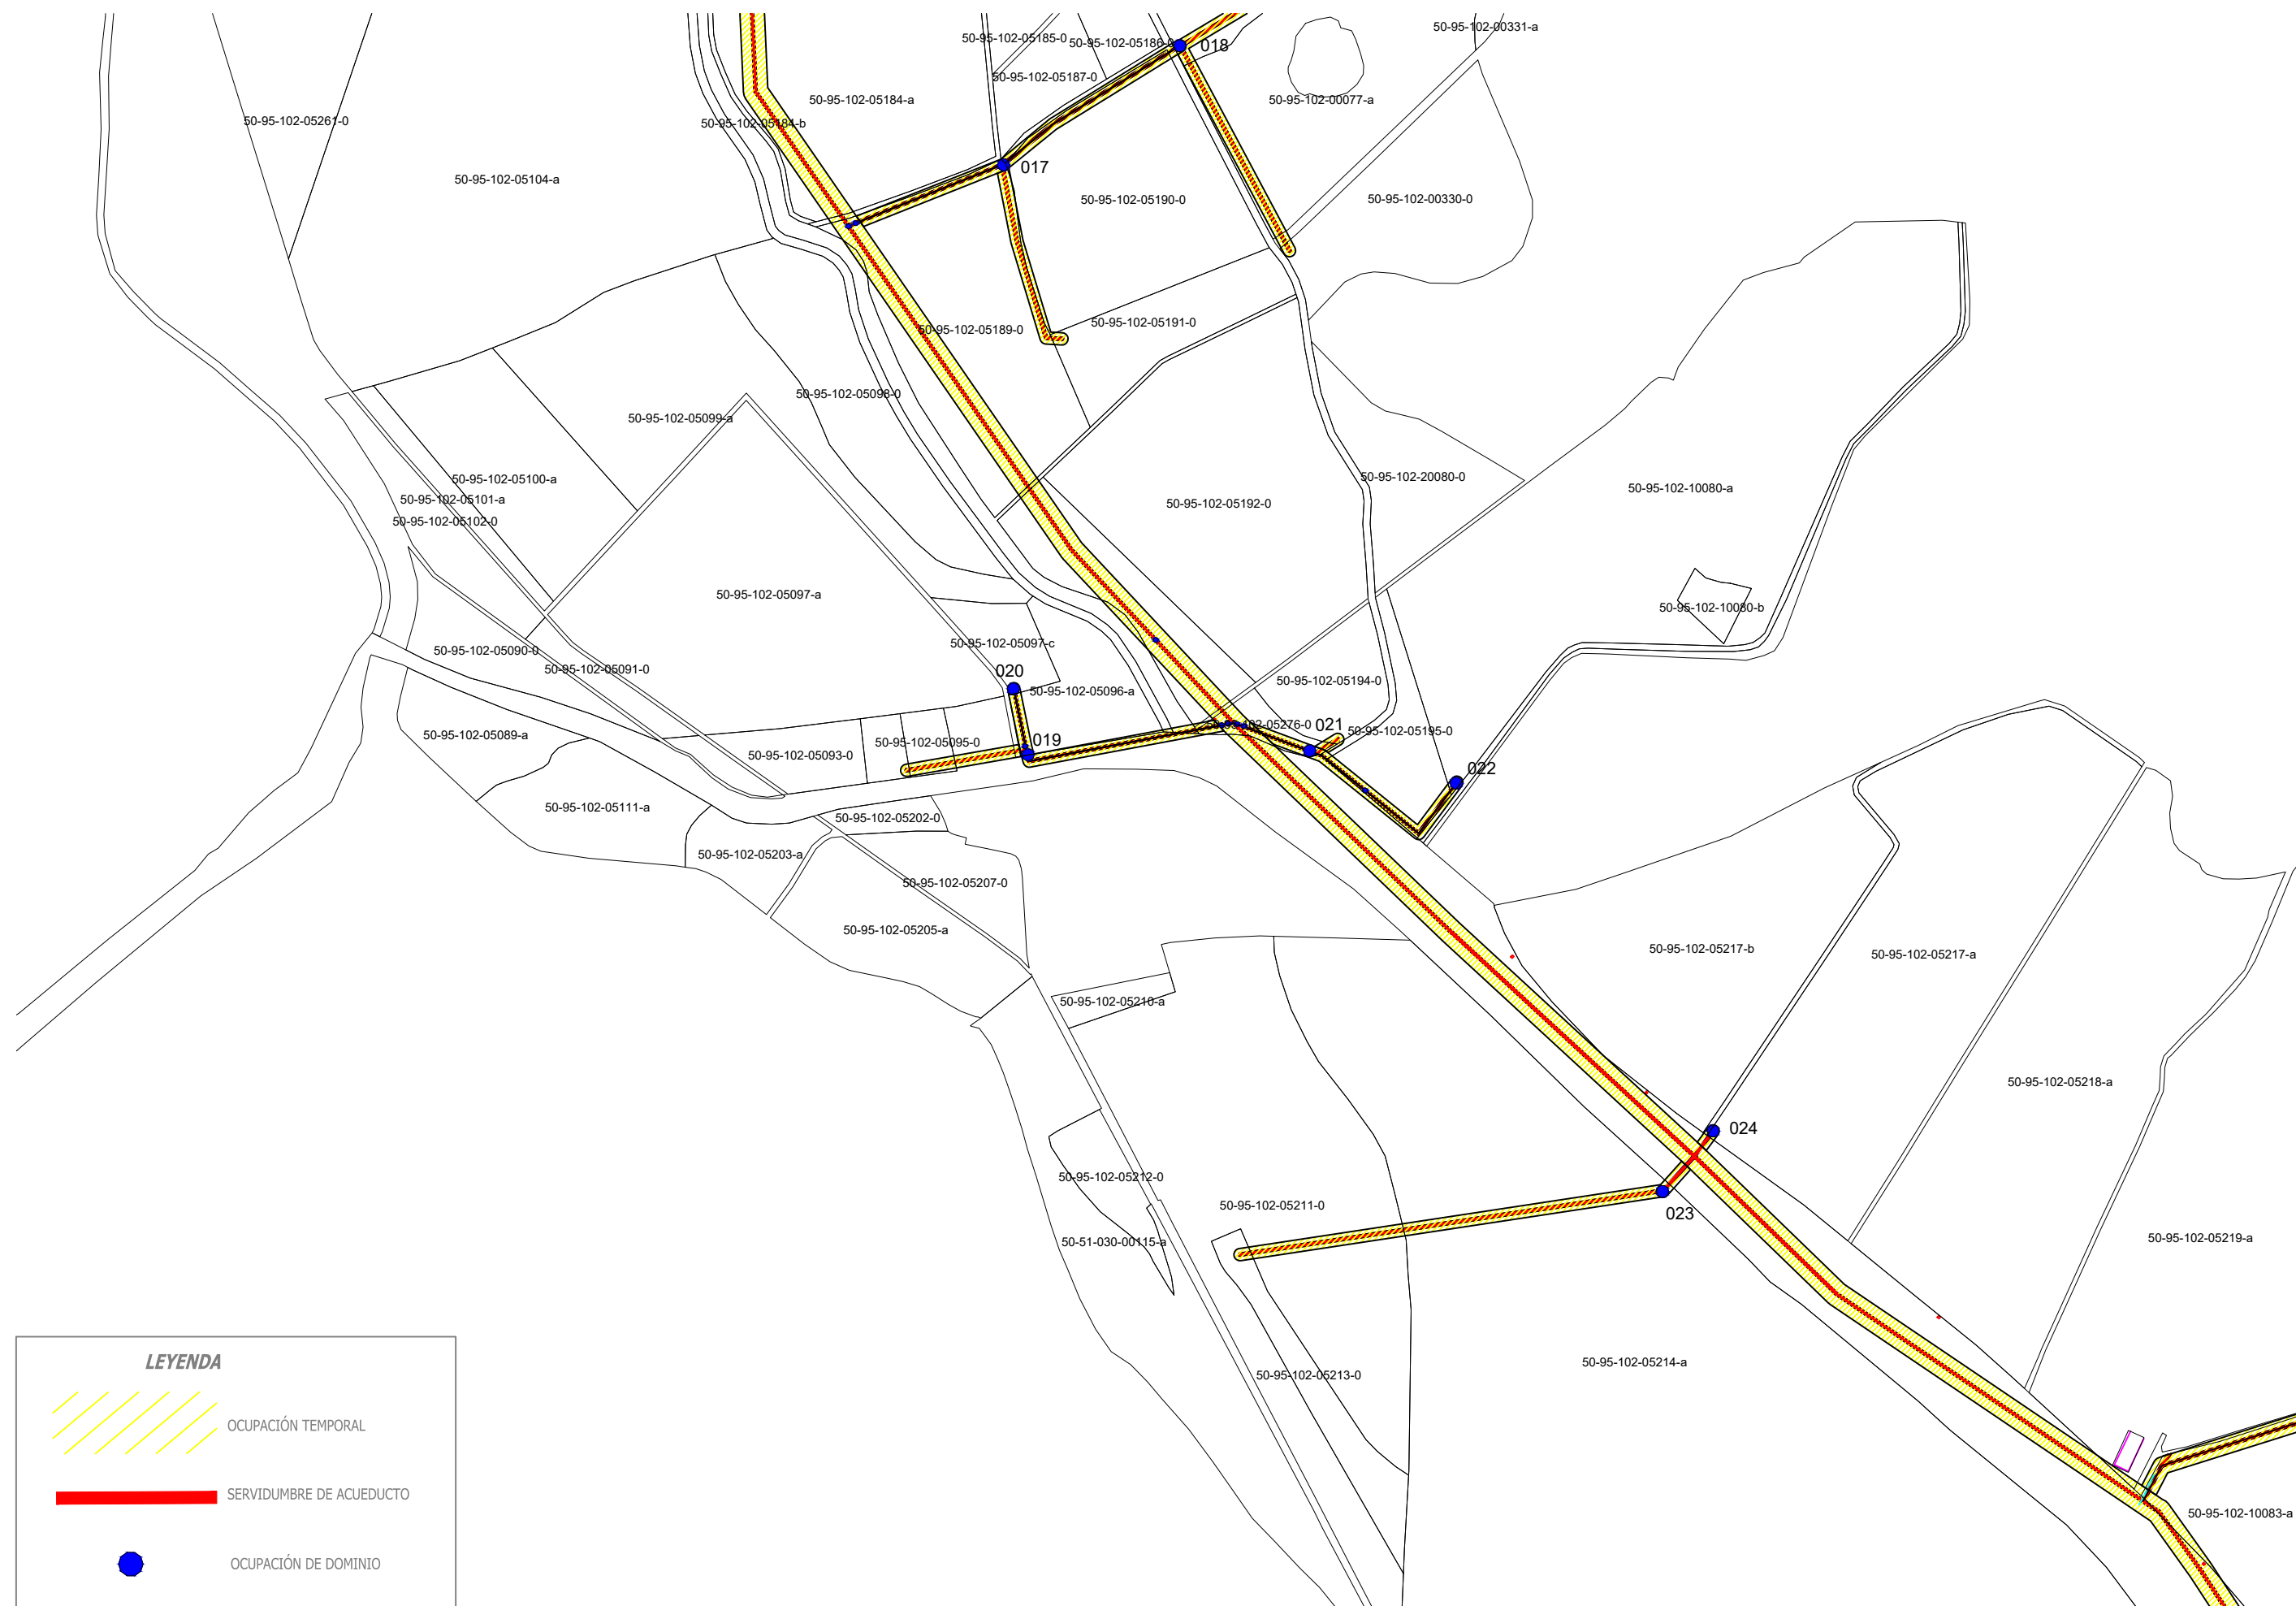 50-95-102-00331-a
50-95-102-05185-0
50-95-102-05186-0
018
50-95-102-05187-0
50-95-102-05184-a
50-95-102-00077-a
50-95-102-05261-0
50-95-102-05184-b
017
50-95-102-05104-a
50-95-102-05190-0
50-95-102-00330-0
50-95-102-05189-0
50-95-102-05191-0
50-95-102-05098-0
50-95-102-05099-a
50-95-102-05100-a
50-95-102-20080-0
50-95-102-10080-a
50-95-102-05101-a
50-95-102-05192-0
50-95-102-05102-0
50-95-102-05097-a
50-95-102-10080-b
50-95-102-05097-c
50-95-102-05090-0
50-95-102-05091-0
020
50-95-102-05194-0
50-95-102-05096-a
50-95-102-05276-0
021
50-95-102-05195-0
50-95-102-05089-a
019
50-95-102-05095-0
50-95-102-05093-0
022
50-95-102-05111-a
50-95-102-05202-0
50-95-102-05203-a
50-95-102-05207-0
50-95-102-05205-a
50-95-102-05217-b
50-95-102-05217-a
50-95-102-05210-a
50-95-102-05218-a
024
50-95-102-05212-0
50-95-102-05211-0
023
50-51-030-00115-a
50-95-102-05219-a
50-95-102-05214-a
50-95-102-05213-0
50-95-102-10083-a
LEYENDA
OCUPACIÓN TEMPORAL
SERVIDUMBRE DE ACUEDUCTO
OCUPACIÓN DE DOMINIO